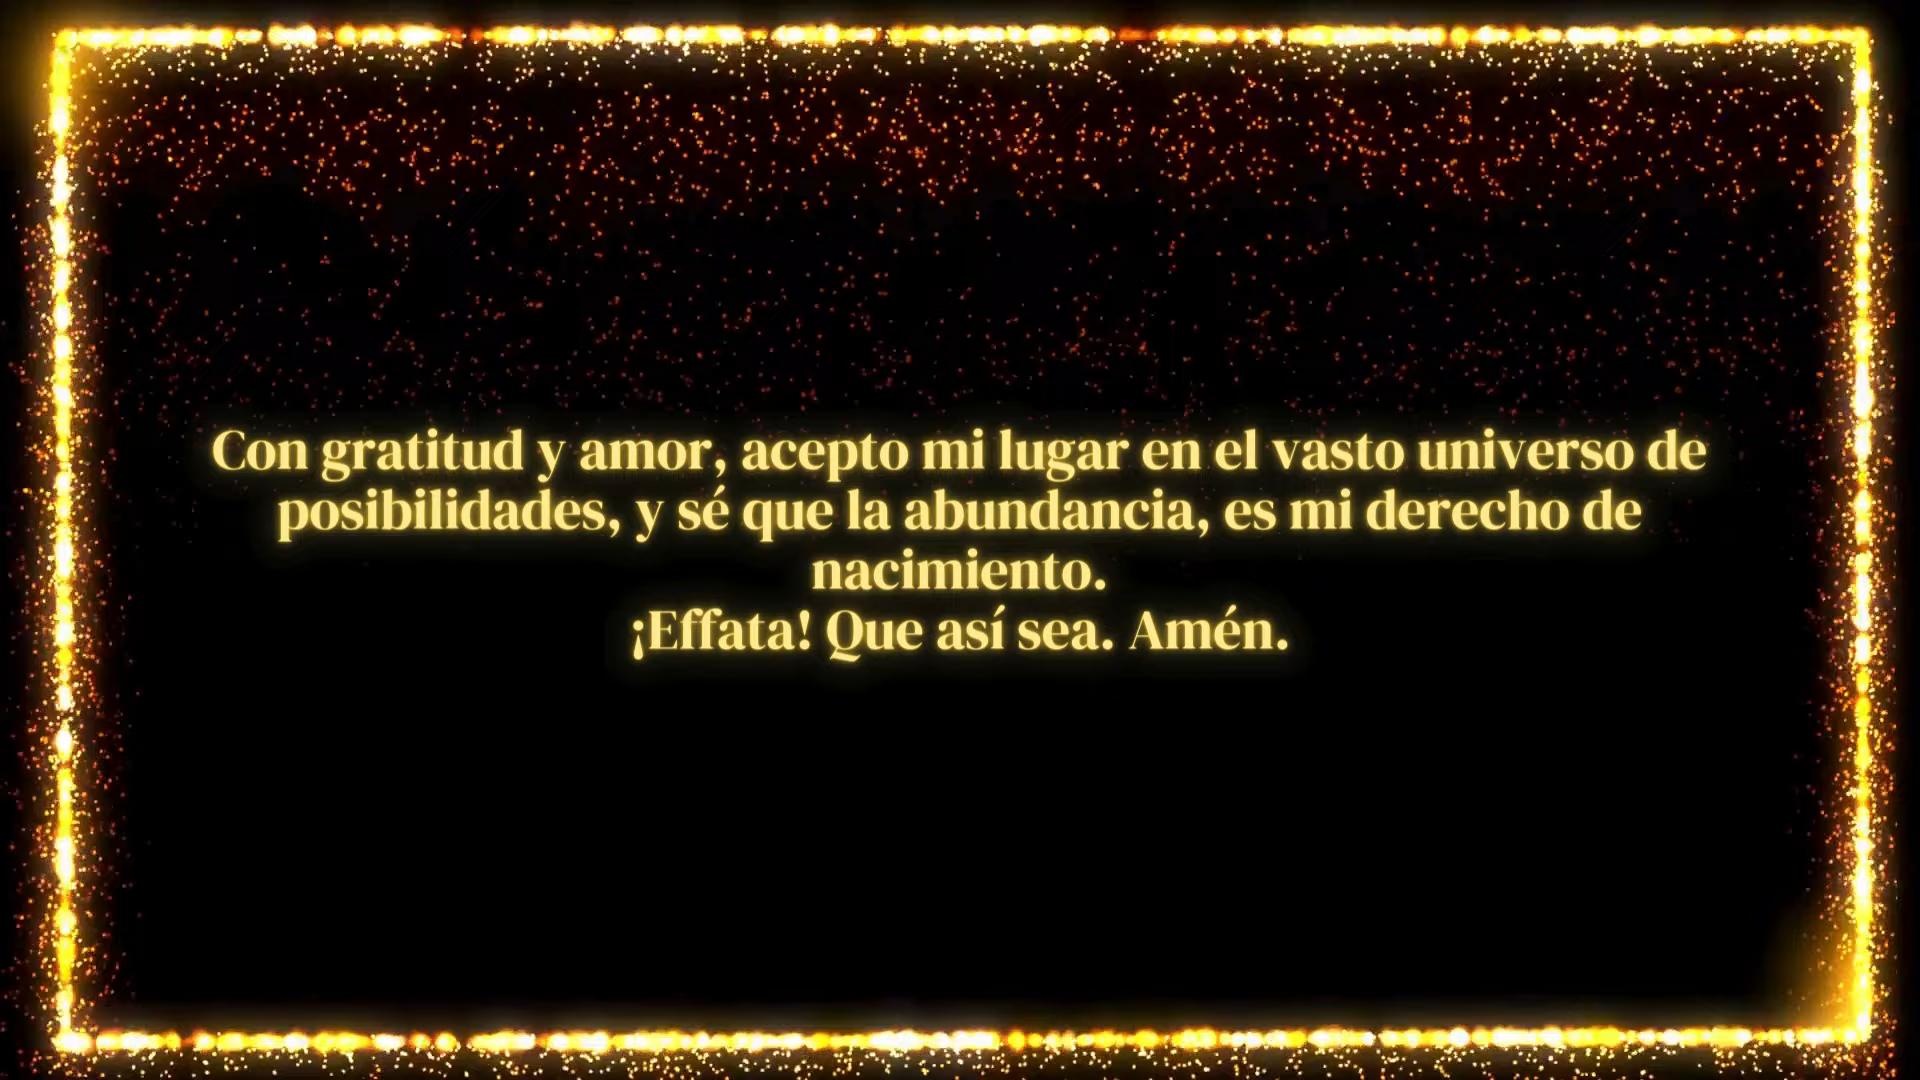 Con gratitud y amor, acepto mi lugar en el vasto universo de
posibilidades, y sé que la abundancia, es mi derecho de
nacimiento.
¡Effata! Que así sea. Amén.